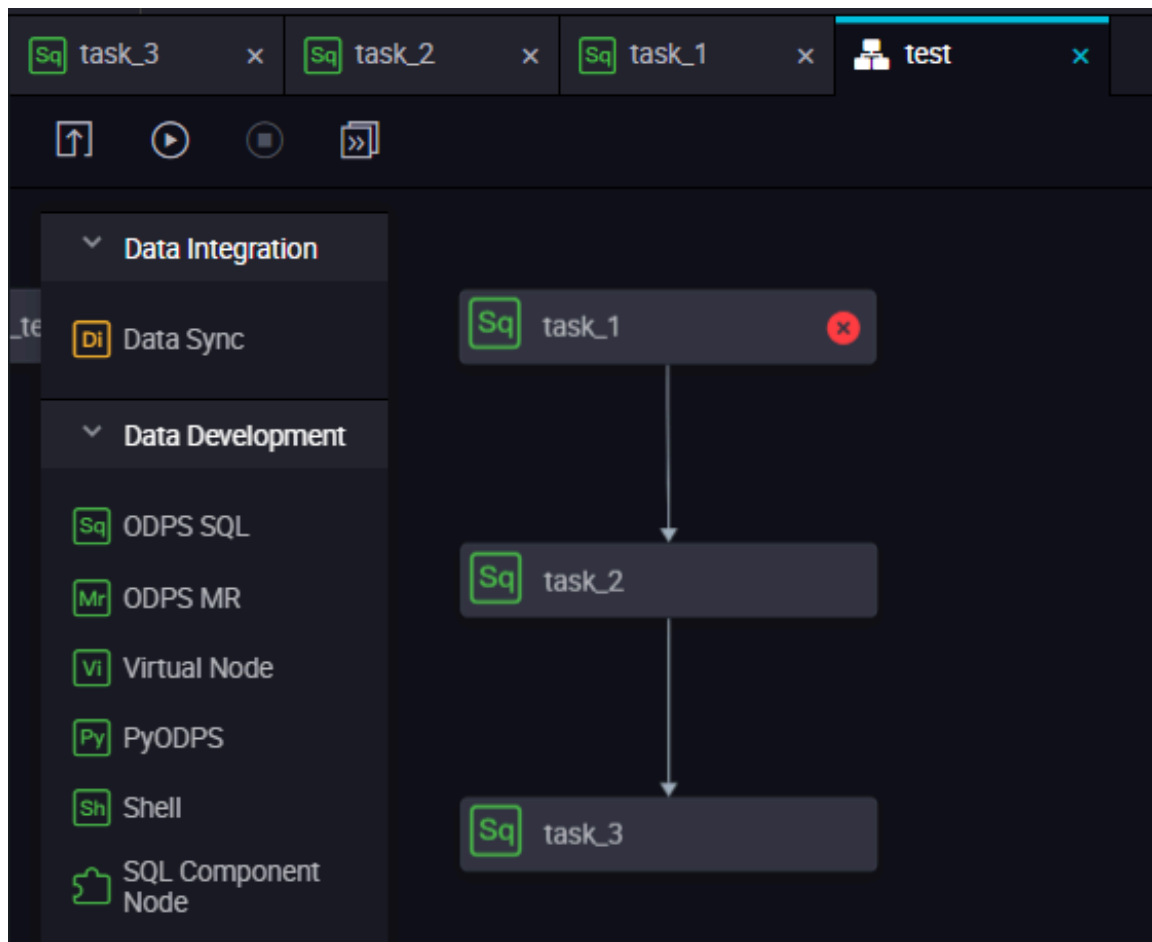 Sq task_3 ×
Sq task_2 ×
Sq task_1 ×
test ×
Data Integration
_te
Di Data Sync
Data Development
Sq ODPS SQL
Mr ODPS MR
Vi Virtual Node
Py PyODPS
Sh Shell
SQL Component
Node
Sq task_1
Sq task_2
Sq task_3